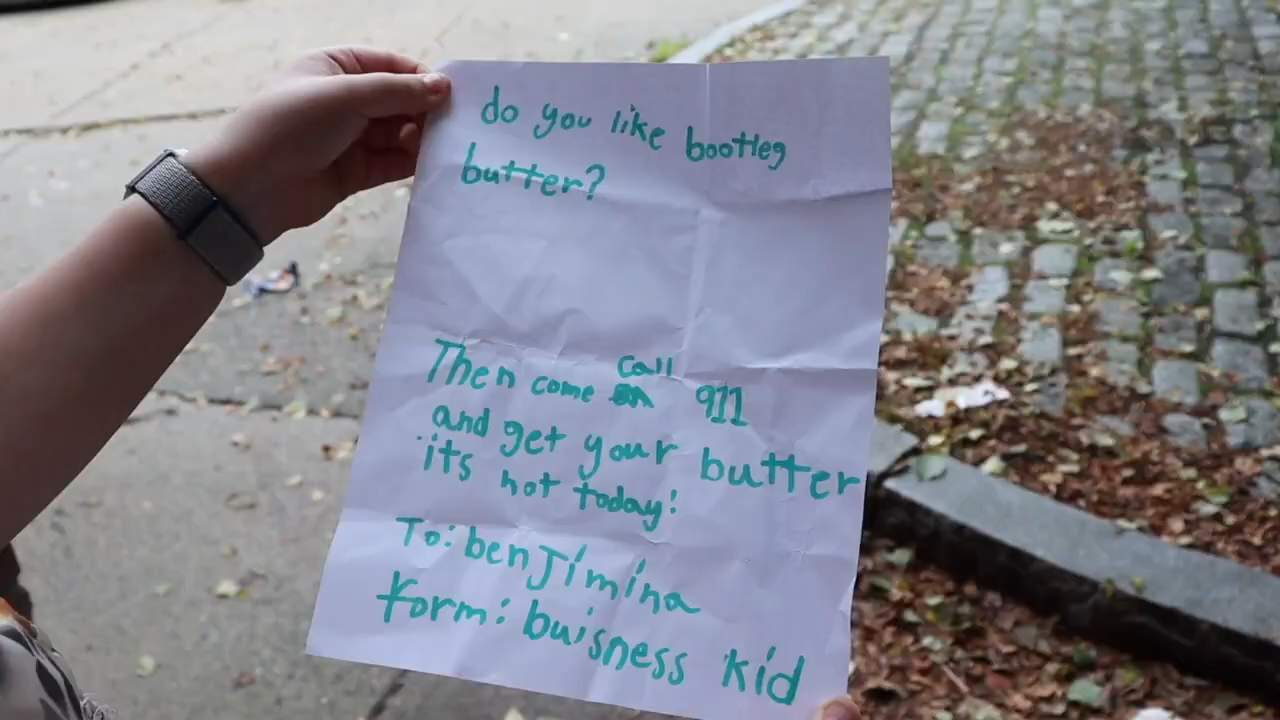 do you like bootleg
butter?
Then come call 911
and get your butter
its hot today!
To: benjimina
form: buisness kid